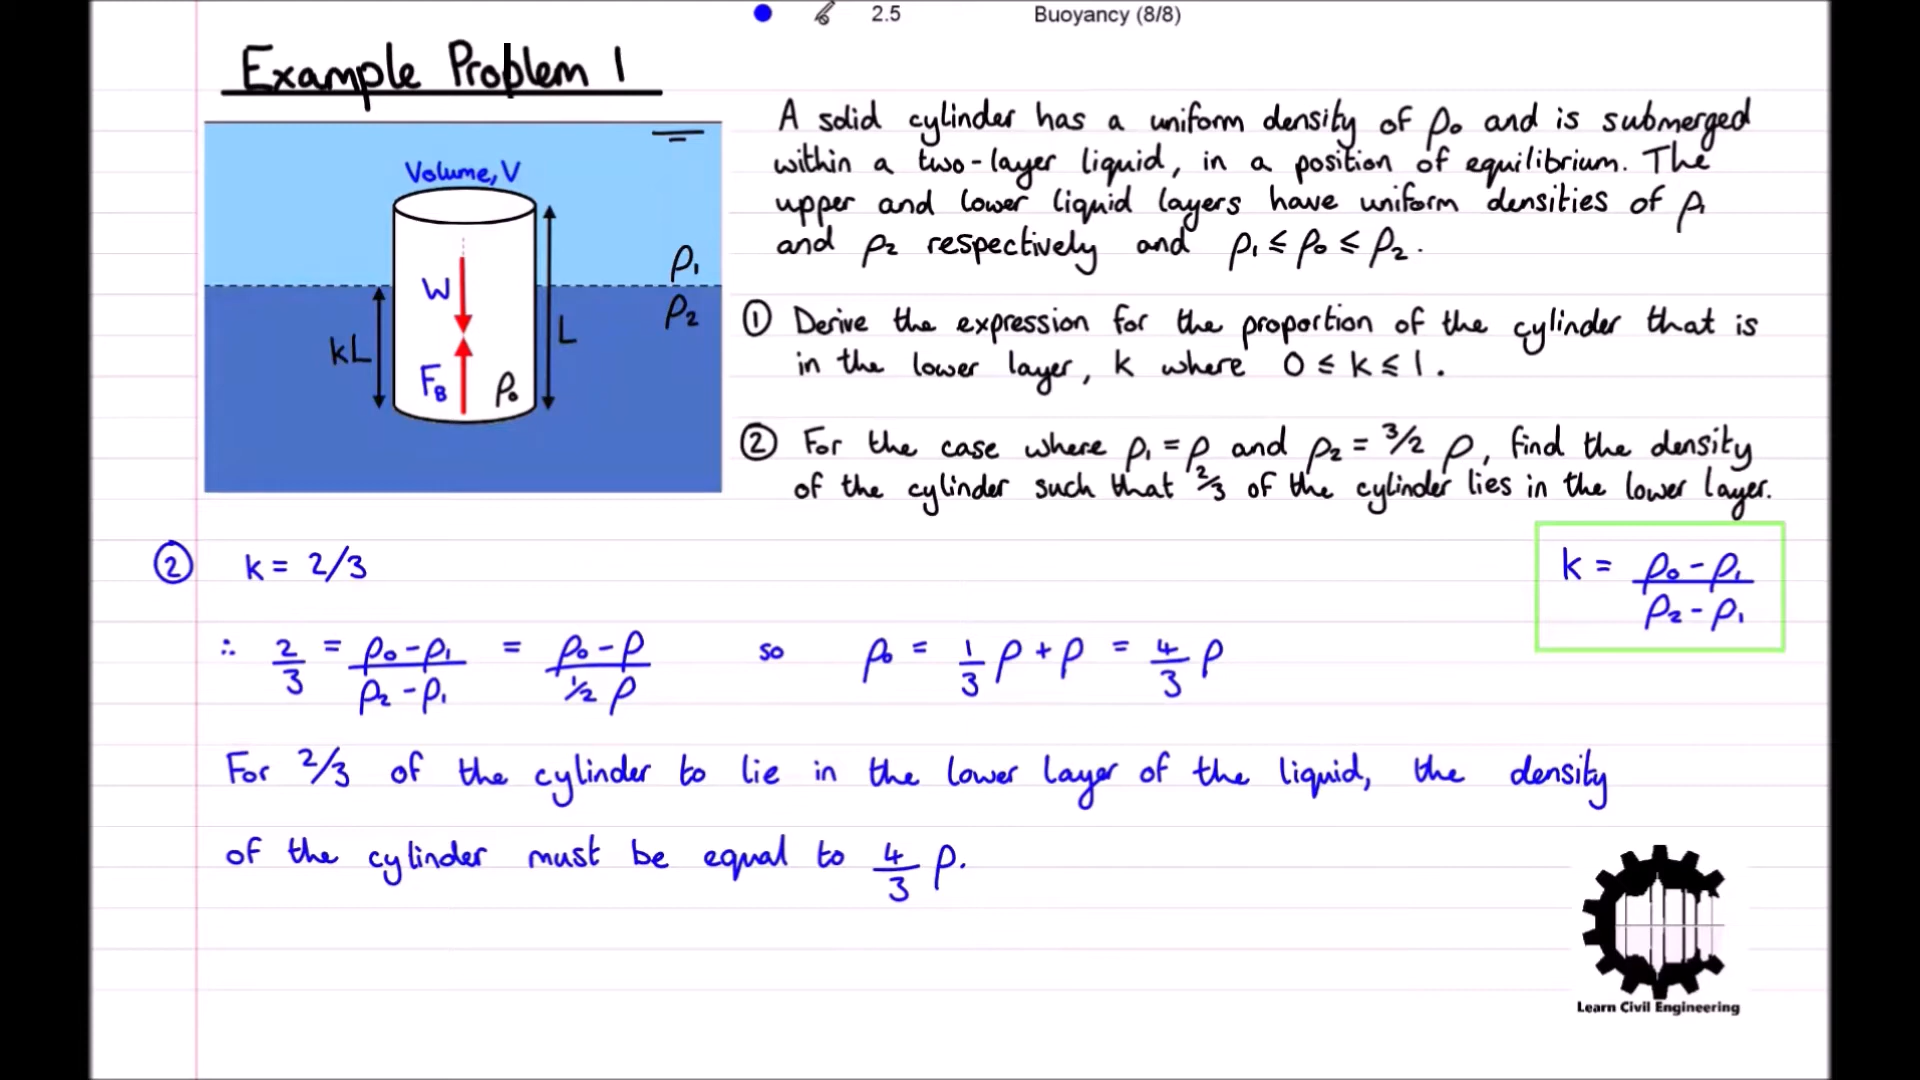 2.5 Buoyancy (8/8)
Example Problem 1
Volume, V
W
F_B
ρ₀
kL
L
ρ₁
ρ₂
A solid cylinder has a uniform density of ρ₀ and is submerged
within a two-layer liquid, in a position of equilibrium. The
upper and lower liquid layers have uniform densities of ρ₁
and ρ₂ respectively and ρ₁ ≤ ρ₀ ≤ ρ₂.
① Derive the expression for the proportion of the cylinder that is
in the lower layer, k where 0 ≤ k ≤ 1.
② For the case where ρ₁ = ρ and ρ₂ = 3/2 ρ, find the density
of the cylinder such that 2/3 of the cylinder lies in the lower layer.
② k = 2/3
k = (ρ₀ - ρ₁)/(ρ₂ - ρ₁)
∴ 2/3 = (ρ₀ - ρ₁)/(ρ₂ - ρ₁) = (ρ₀ - ρ)/(1/2 ρ) so ρ₀ = 1/3 ρ + ρ = 4/3 ρ
For 2/3 of the cylinder to lie in the lower layer of the liquid, the density
of the cylinder must be equal to 4/3 ρ.
Learn Civil Engineering